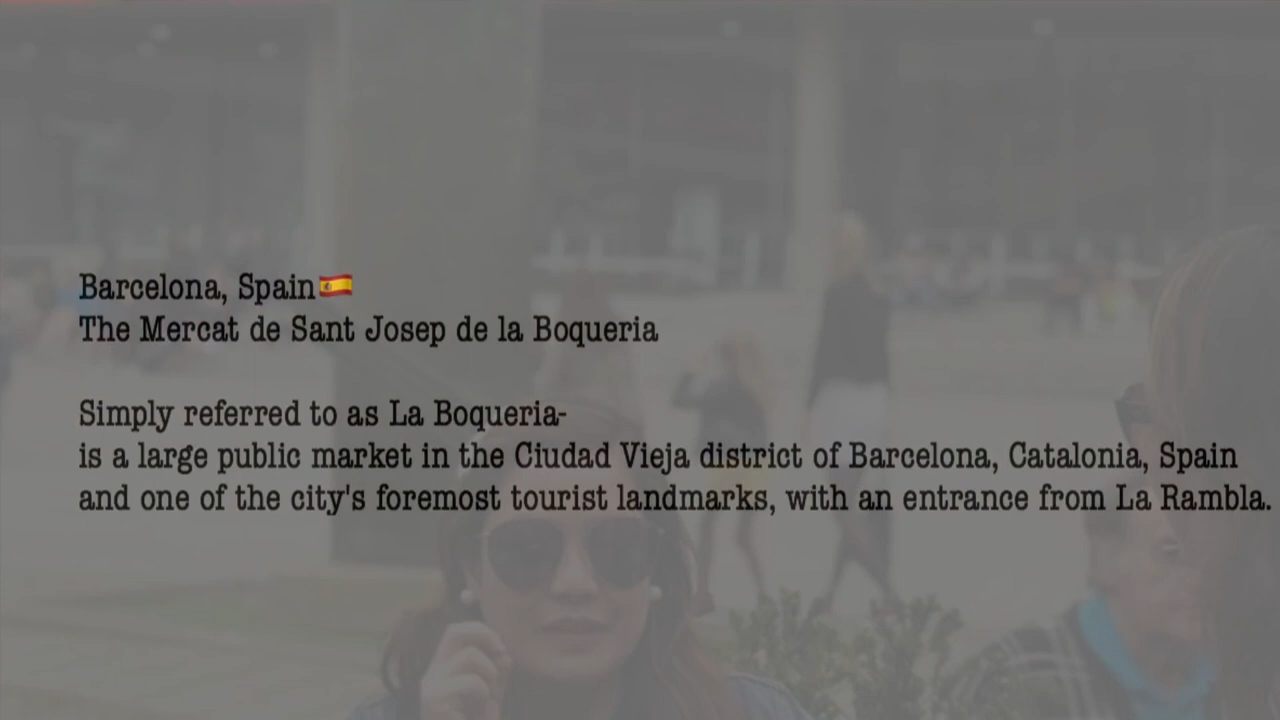 Barcelona, Spain🇪🇸
The Mercat de Sant Josep de la Boqueria
Simply referred to as La Boqueria-
is a large public market in the Ciudad Vieja district of Barcelona, Catalonia, Spain
and one of the city's foremost tourist landmarks, with an entrance from La Rambla.